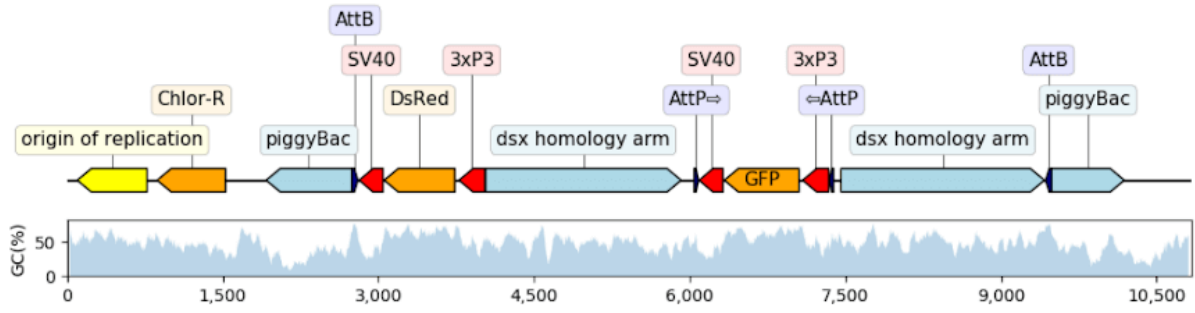 AttB
SV40 3xP3 SV40 3xP3 AttB
Chlor-R DsRed AttP⇨ ⇦AttP piggyBac
origin of replication piggyBac dsx homology arm dsx homology arm
GFP
GC(%)
50
0
0 1,500 3,000 4,500 6,000 7,500 9,000 10,500